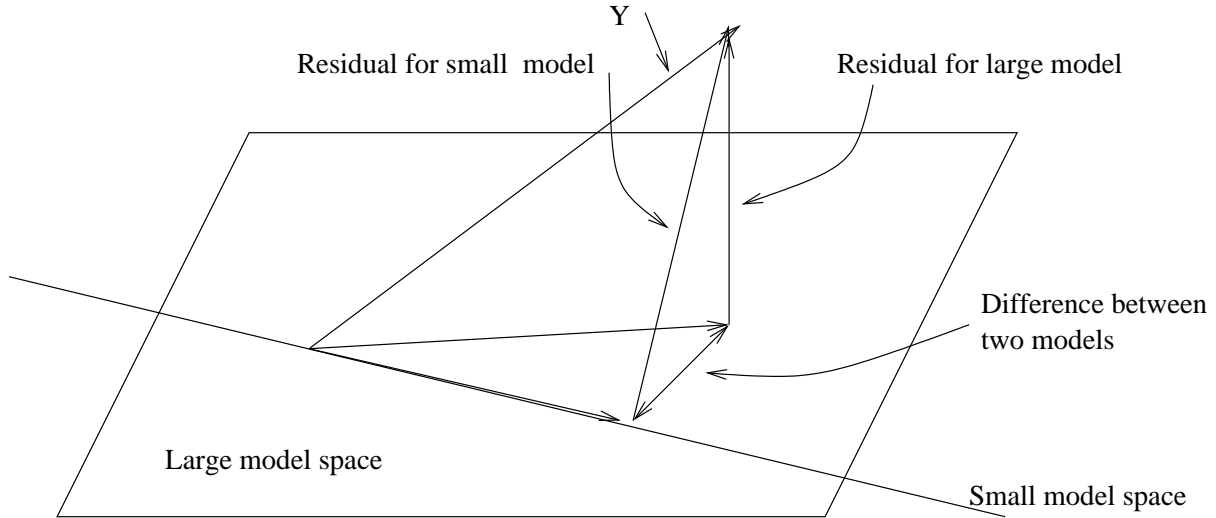 Y
Residual for small model
Residual for large model
Difference between
two models
Large model space
Small model space